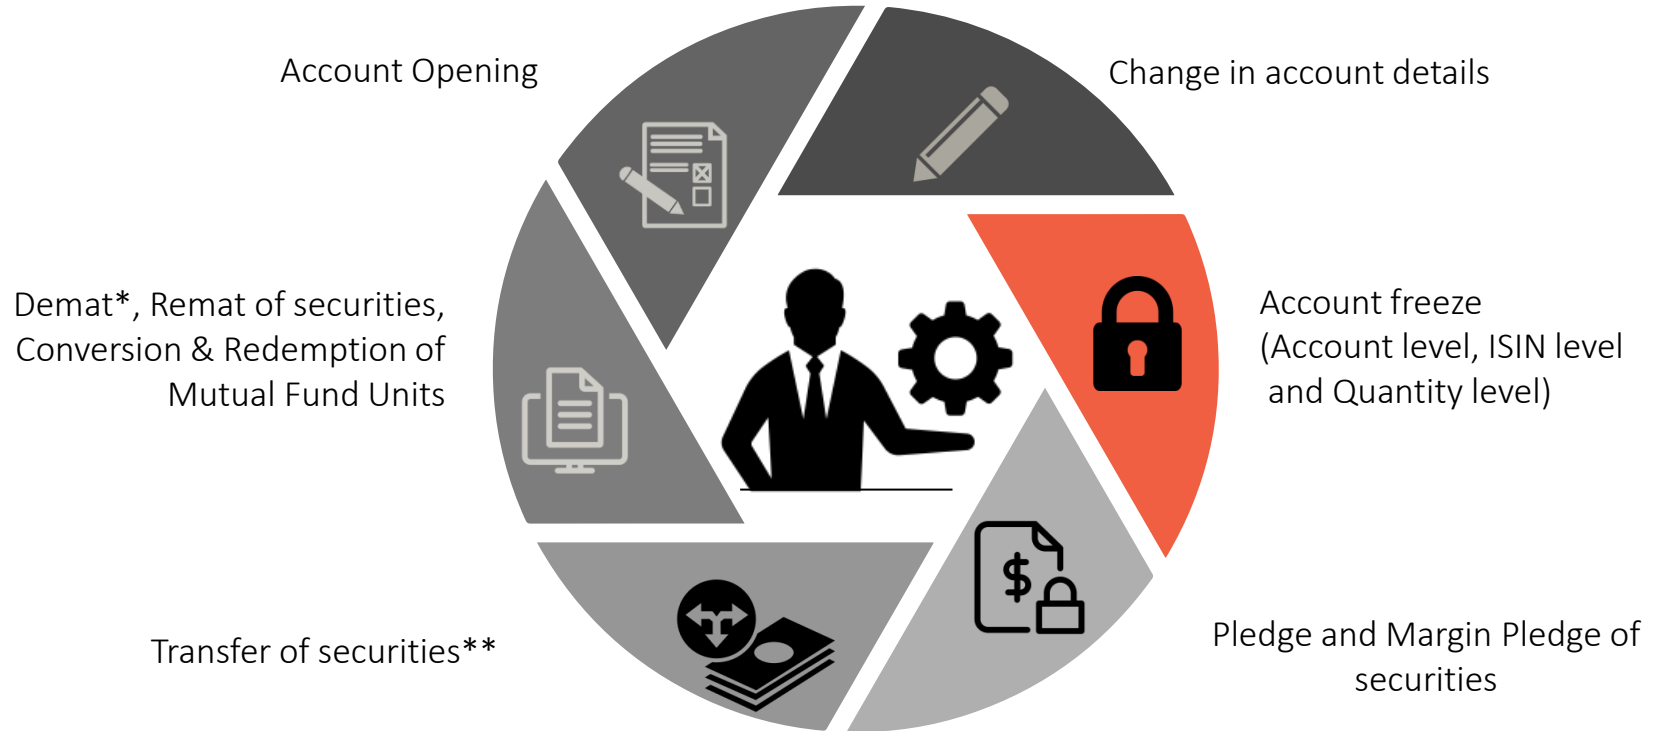 Account Opening
Change in account details
Demat*, Remat of securities,
Conversion & Redemption of
Mutual Fund Units
Account freeze
(Account level, ISIN level
and Quantity level)
Transfer of securities**
Pledge and Margin Pledge of
securities
$